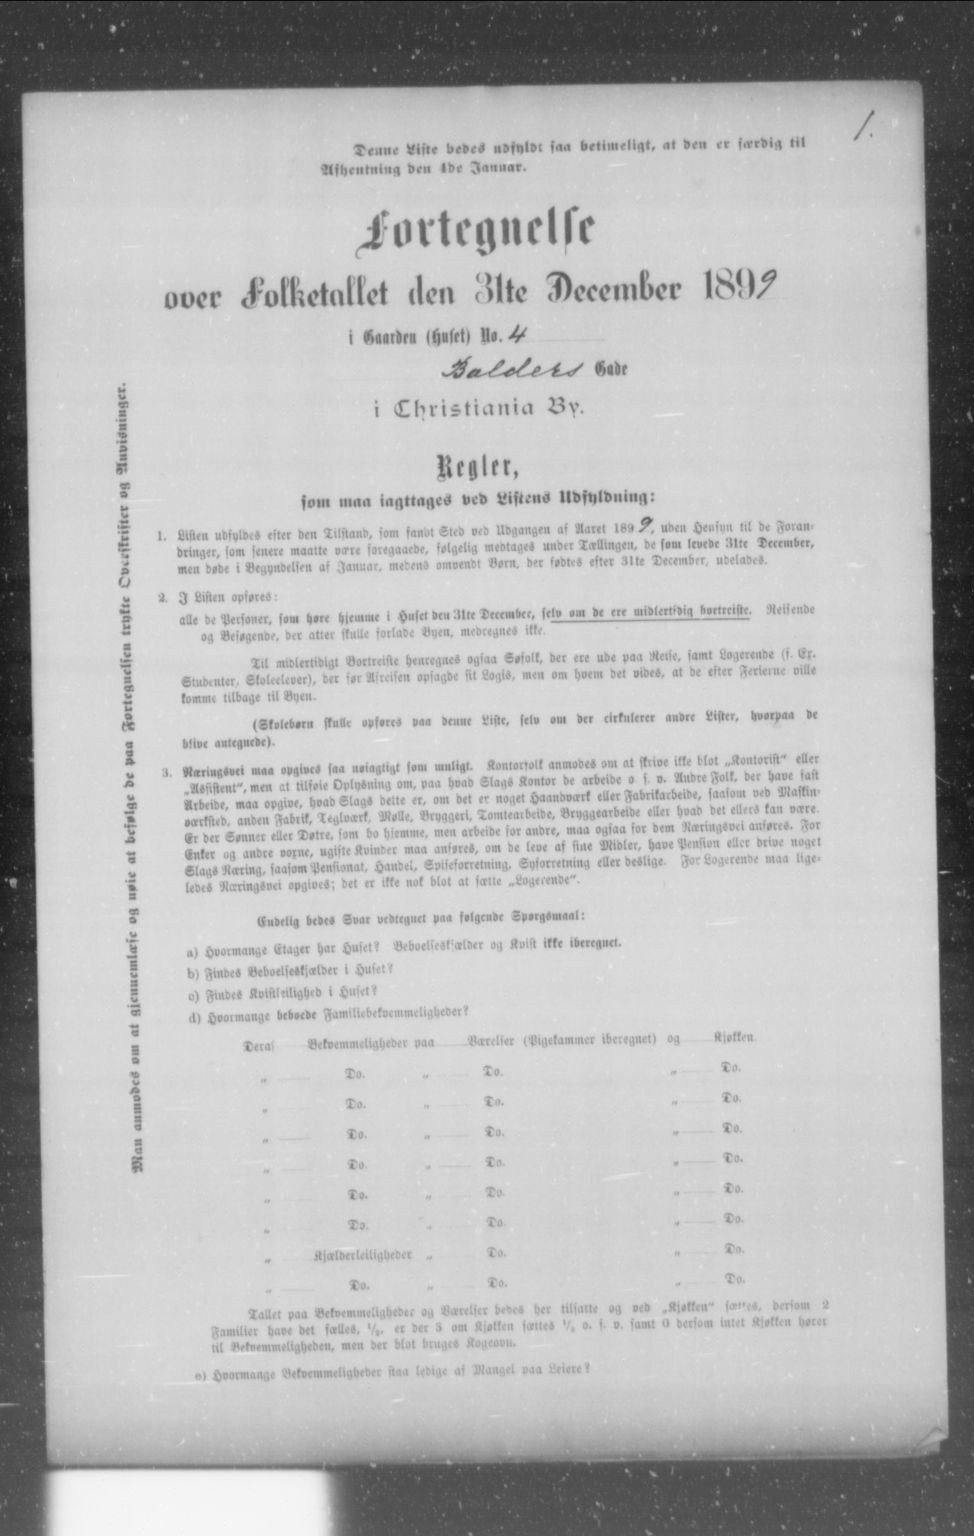 1.
Denne Liste bedes udfyldt saa betimeligt, at den er færdig til
Afhentning den 4de Januar.
Fortegnelse
over Folketallet den 31te December 1899
i Gaarden (Huset) No. 4
Balders Gade
i Christiania By.
Regler,
som maa iagttages ved Listens Udfyldning:
1. Listen udfyldes efter den Tilstand, som fandt Sted ved Udgangen af Aaret 1899, uden Hensyn til de Foran-
dringer, som senere maatte være foregaaede, følgelig medtages under Tællingen, de som levede 31te December,
men døde i Begyndelsen af Januar, medens omvendt Børn, der fødtes efter 31te December, udelades.
2. I Listen opføres:
alle de Personer, som høre hjemme i Huset den 31te December, selv om de ere midlertidig bortreiste. Reisende
og Besøgende, der atter skulle forlade Byen, medregnes ikke.
Til midlertidigt Bortreiste henregnes ogsaa Søfolk, der ere ude paa Reise, samt Logerende (f. Ex.
Studenter, Skoleelever), der før Afreisen opsagde sit Logis, men om hvem det vides, at de efter Ferierne ville
komme tilbage til Byen.
(Skolebørn skulle opføres paa denne Liste, selv om der cirkulerer andre Lister, hvorpaa de
blive antegnede).
3. Næringsvei maa opgives saa nøiagtigt som muligt. Kontorfolk anmodes om at skrive ikke blot „Kontorist“ eller
„Assistent“, men at tilføie Oplysning om, paa hvad Slags Kontor de arbeide o. s. v. Andre Folk, der have fast
Arbeide, maa opgive, hvad Slags dette er, om det er noget Haandværk eller Fabrikarbeide, saasom ved Maskin-
værksted, anden Fabrik, Teglværk, Mølle, Bryggeri, Tomtearbeide, Bryggearbeide eller hvad det ellers kan være.
Er der Sønner eller Døtre, som bo hjemme, men arbeide for andre, maa ogsaa for dem Næringsvei anføres. For
Enker og andre voxne, ugifte Kvinder maa anføres, om de leve af sine Midler, have Pension eller drive noget
Slags Næring, saasom Pensionat, Handel, Spiseforretning, Syforretning eller deslige. For Logerende maa lige-
ledes Næringsvei opgives; det er ikke nok blot at sætte „Logerende“.
Endelig bedes Svar vedtegnet paa følgende Spørgsmaal:
a) Hvormange Etager har Huset? Beboelseskjælder og Kvist ikke iberegnet.
b) Findes Beboelseskjælder i Huset?
c) Findes Kvistleilighed i Huset?
d) Hvormange beboede Familiebekvemmeligheder?
Deraf Bekvemmeligheder paa Værelser (Pigekammer iberegnet) og Kjøkken.
„ Do. „ Do. „ Do.
„ Do. „ Do. „ Do.
„ Do. „ Do. „ Do.
„ Do. „ Do. „ Do.
„ Do. „ Do. „ Do.
„ Do. „ Do. „ Do.
„ Kjælderleiligheder „ Do. „ Do.
„ Do. „ Do. „ Do.
Tallet paa Bekvemmeligheder og Værelser bedes her tilsatte og ved „Kjøkken“ sættes, dersom 2
Familier have det fælles, 1/2, er der 3 om Kjøkken sættes 1/3 o. s. v. samt 0 dersom intet Kjøkken hører
til Bekvemmeligheden, men der blot bruges Kogeovn.
e) Hvormange Bekvemmeligheder staa ledige af Mangel paa Leiere?
Man anmodes om at gjennemlæse og nøie at befølge de paa Fortegnelsen trykte Overskrifter og Anvisninger.